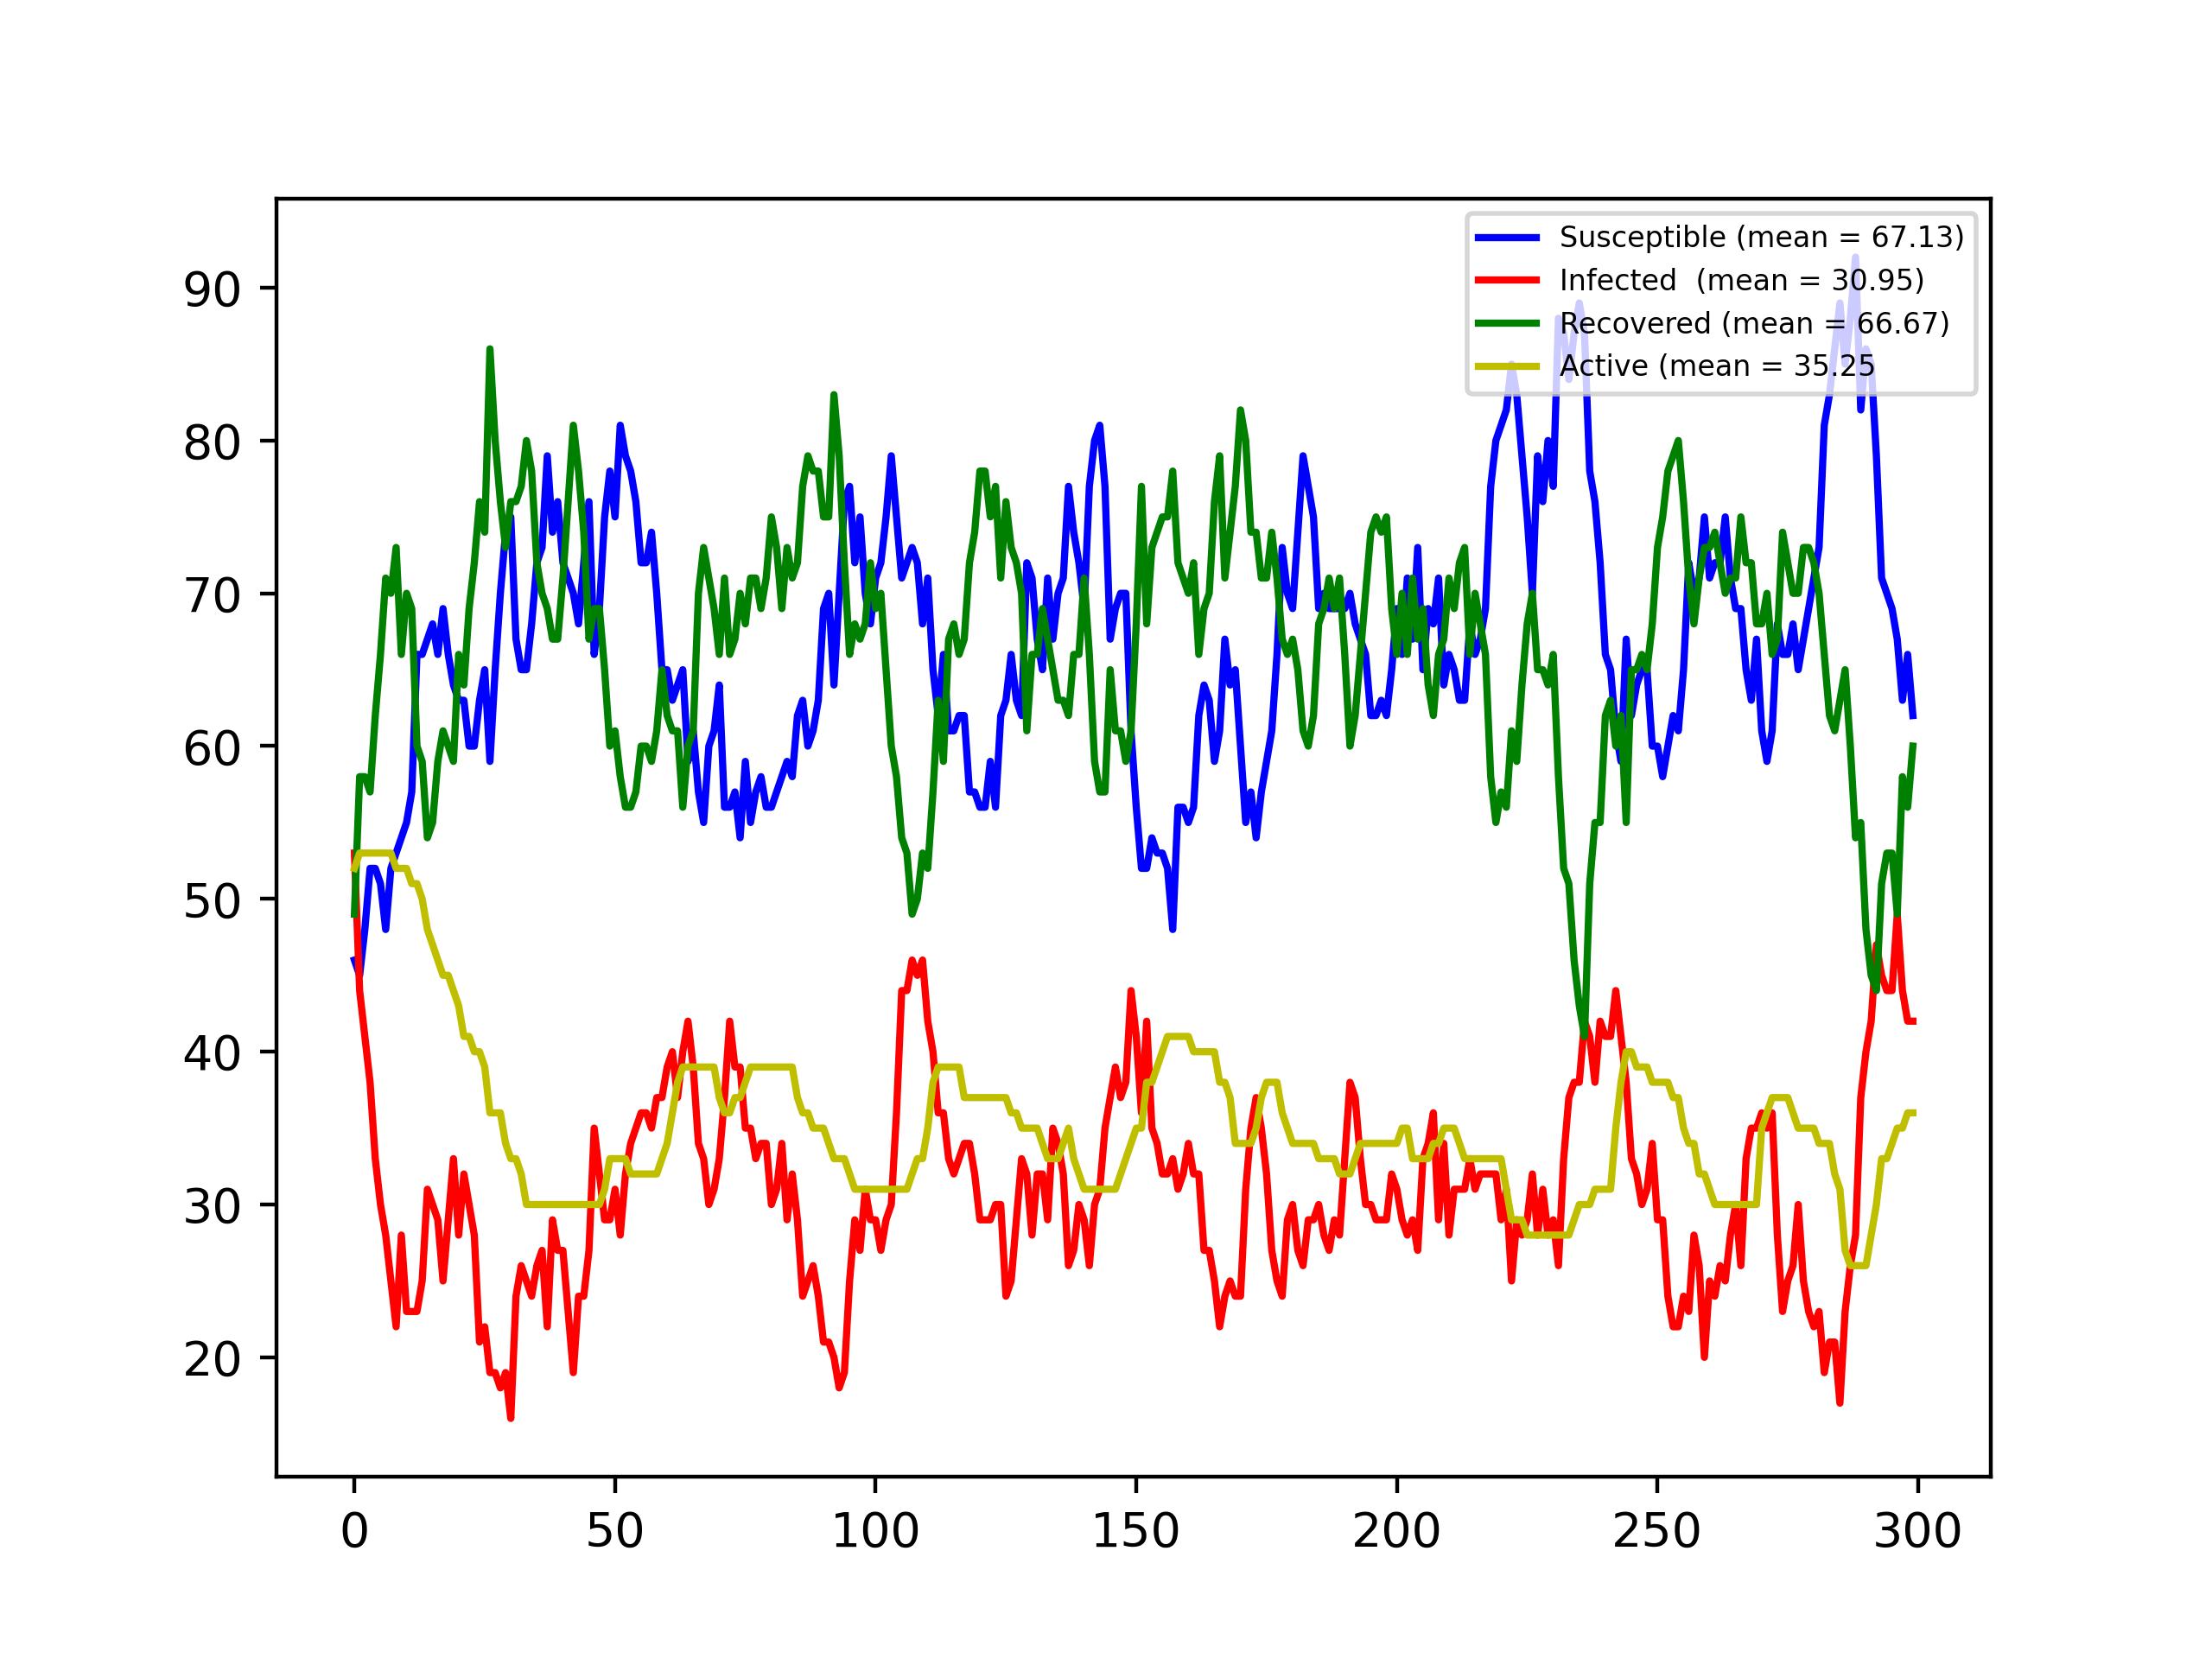 Susceptible (mean = 67.13)
Infected  (mean = 30.95)
Recovered (mean = 66.67)
Active (mean = 35.25
90
80
70
60
50
40
30
20
0 50 100 150 200 250 300